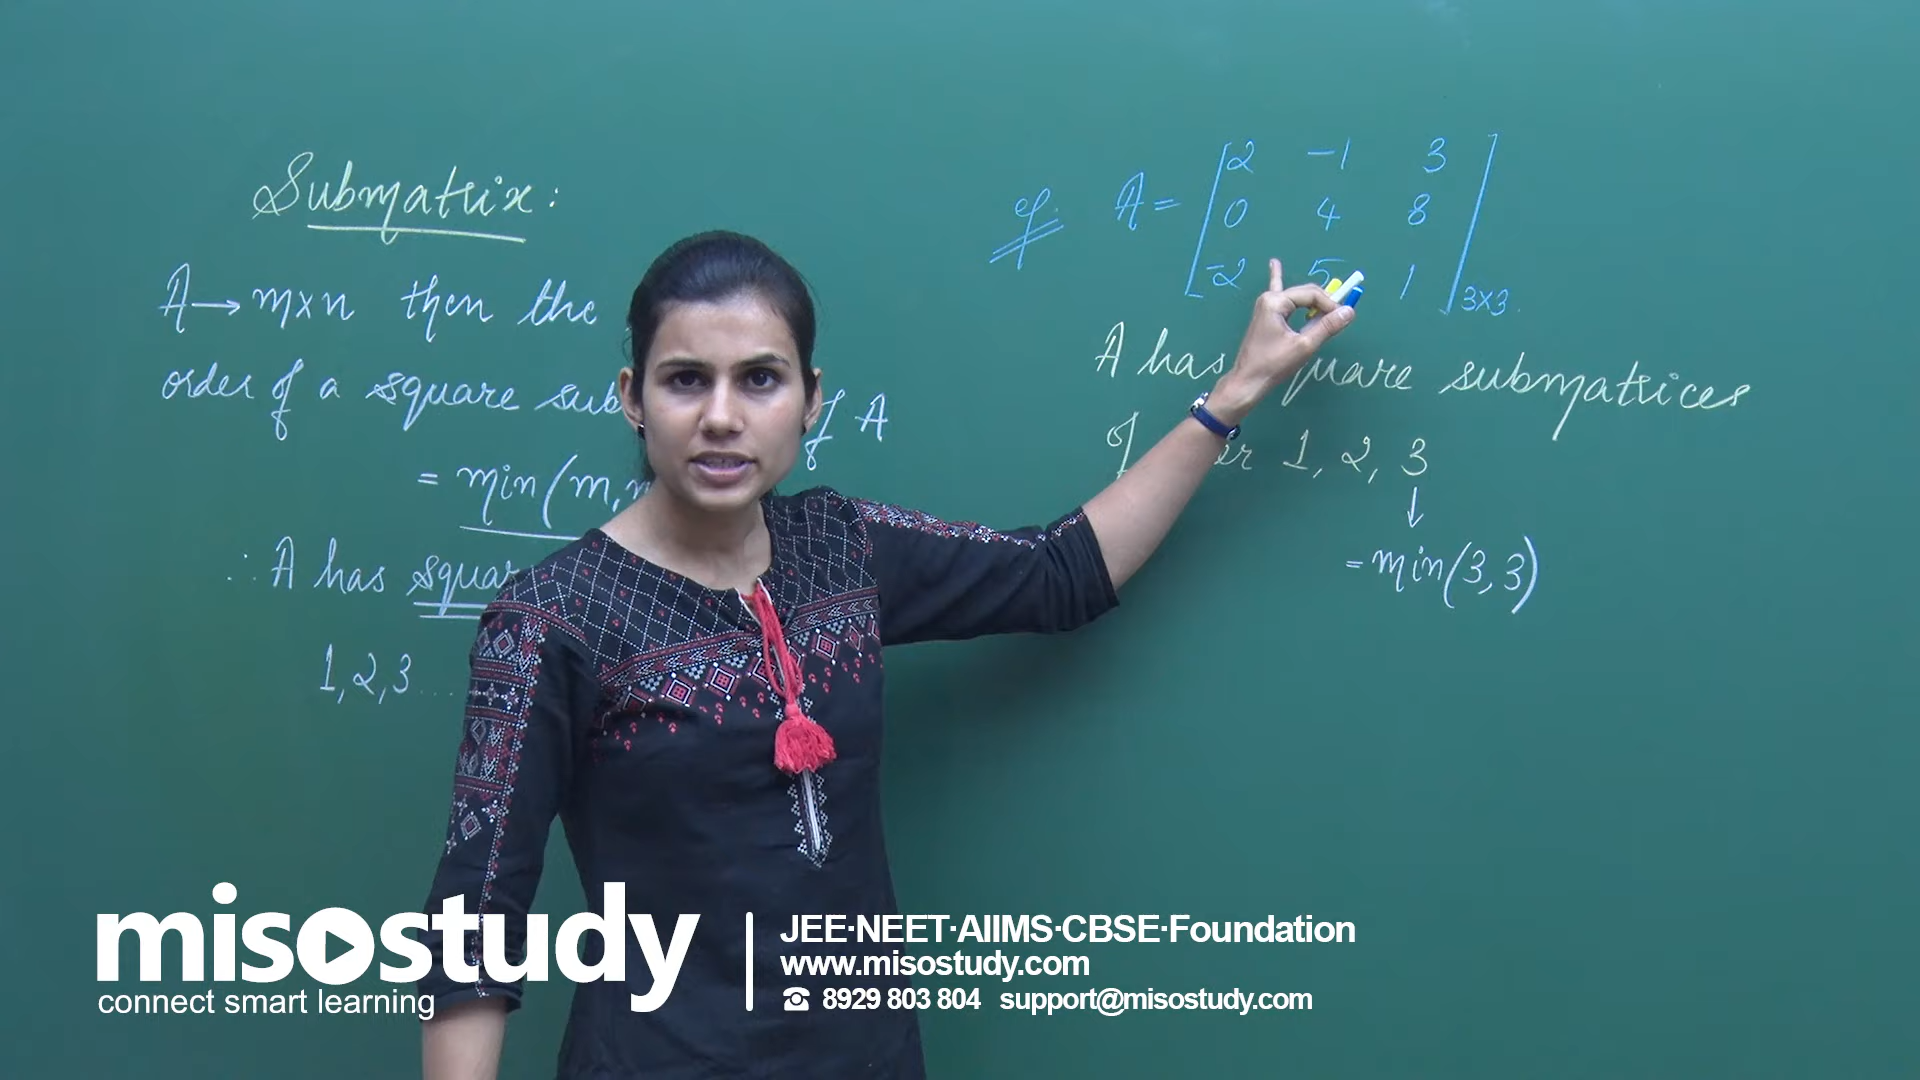 Submatrix:
A → m×n then the
order of a square sub of A
= min(m,
∴ A has squar
1, 2, 3 ....
eg. A = [2 -1 3
0 4 8
-2 5 1] 3×3.
A has square submatrices
of 1, 2, 3
↓
= min(3, 3)
misostudy
connect smart learning
JEE·NEET·AIIMS·CBSE·Foundation
www.misostudy.com
☎ 8929 803 804 support@misostudy.com